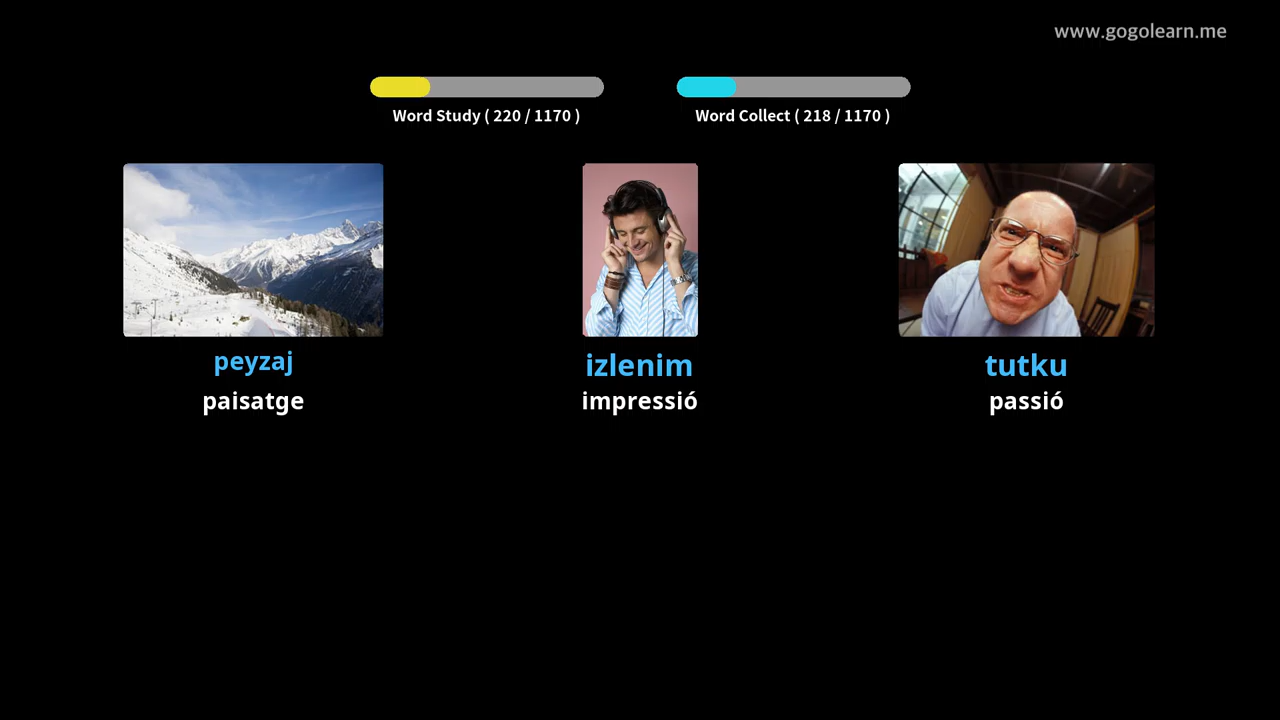 www.gogolearn.me
Word Study ( 220 / 1170 )
Word Collect ( 218 / 1170 )
peyzaj
paisatge
izlenim
impressió
tutku
passió